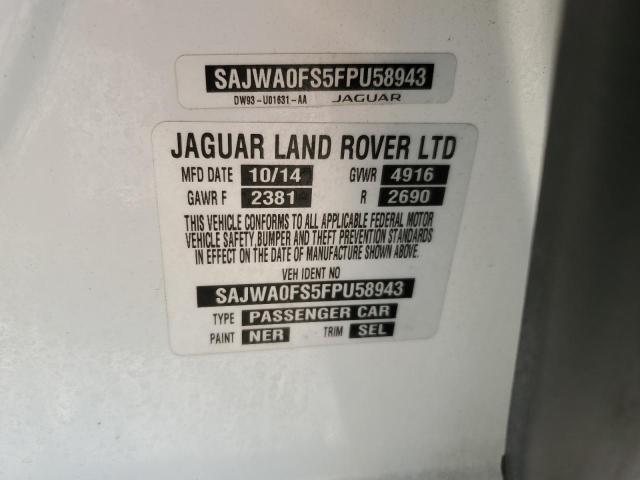 SAJWA0FS5FPU58943
DW93-U01631-AA JAGUAR
JAGUAR LAND ROVER LTD
MFD DATE 10/14 GVWR 4916
GAWR F 2381 R 2690
THIS VEHICLE CONFORMS TO ALL APPLICABLE FEDERAL MOTOR
VEHICLE SAFETY,BUMPER AND THEFT PREVENTION STANDARDS
IN EFFECT ON THE DATE OF MANUFACTURE SHOWN ABOVE.
VEH IDENT NO
SAJWA0FS5FPU58943
TYPE PASSENGER CAR
PAINT NER TRIM SEL